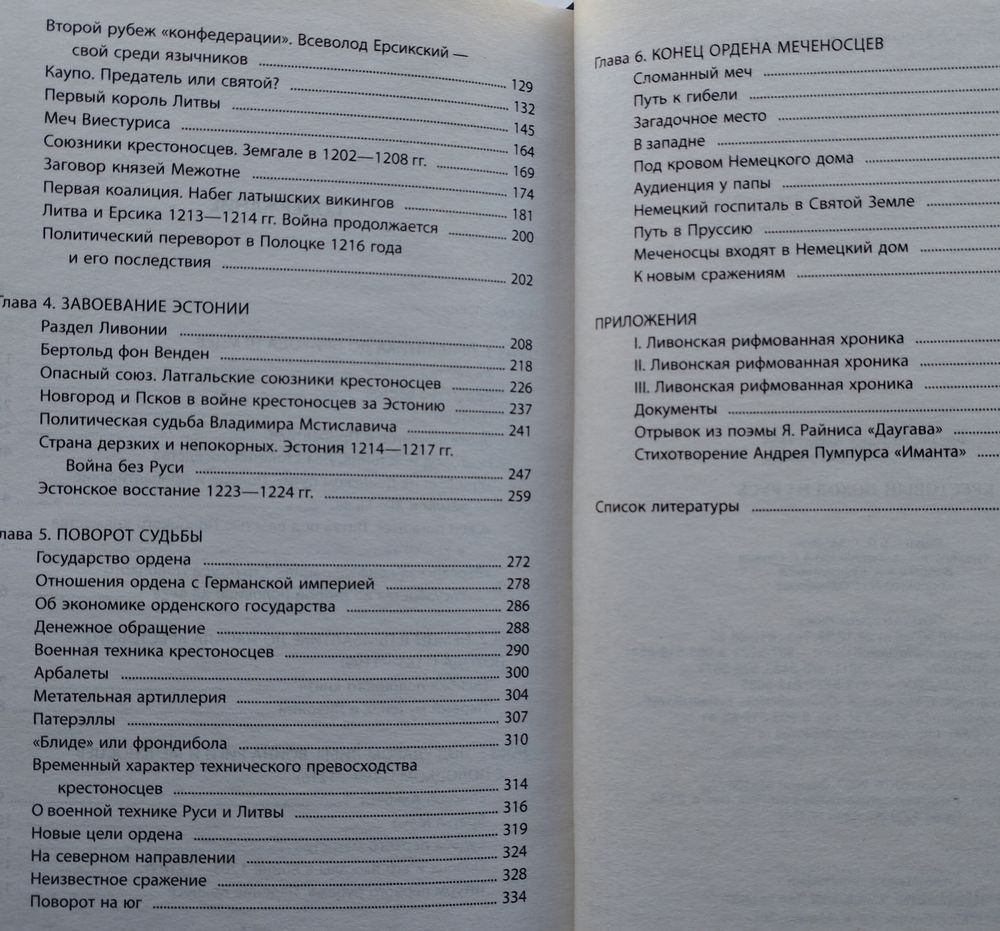 Второй рубеж «конфедерации». Всеволод Ерсикский —
свой среди язычников 129
Каупо. Предатель или святой? 132
Первый король Литвы 145
Меч Виестуриса 164
Союзники крестоносцев. Земгале в 1202—1208 гг. 169
Заговор князей Межотне 174
Первая коалиция. Набег латышских викингов 181
Литва и Ерсика 1213—1214 гг. Война продолжается 200
Политический переворот в Полоцке 1216 года
и его последствия 202
Глава 4. ЗАВОЕВАНИЕ ЭСТОНИИ
Раздел Ливонии 208
Бертольд фон Венден 218
Опасный союз. Латгальские союзники крестоносцев 226
Новгород и Псков в войне крестоносцев за Эстонию 237
Политическая судьба Владимира Мстиславича 241
Страна дерзких и непокорных. Эстония 1214—1217 гг.
Война без Руси 247
Эстонское восстание 1223—1224 гг. 259
лава 5. ПОВОРОТ СУДЬБЫ
Государство ордена 272
Отношения ордена с Германской империей 278
Об экономике орденского государства 286
Денежное обращение 288
Военная техника крестоносцев 290
Арбалеты 300
Метательная артиллерия 304
Патерэллы 307
«Блиде» или фрондибола 310
Временный характер технического превосходства
крестоносцев 314
О военной технике Руси и Литвы 316
Новые цели ордена 319
На северном направлении 324
Неизвестное сражение 328
Поворот на юг 334
Глава 6. КОНЕЦ ОРДЕНА МЕЧЕНОСЦЕВ
Сломанный меч
Путь к гибели
Загадочное место
В западне
Под кровом Немецкого дома
Аудиенция у папы
Немецкий госпиталь в Святой Земле
Путь в Пруссию
Меченосцы входят в Немецкий дом
К новым сражениям
ПРИЛОЖЕНИЯ
I. Ливонская рифмованная хроника
II. Ливонская рифмованная хроника
III. Ливонская рифмованная хроника
Документы
Отрывок из поэмы Я. Райниса «Даугава»
Стихотворение Андрея Пумпурса «Иманта»
Список литературы